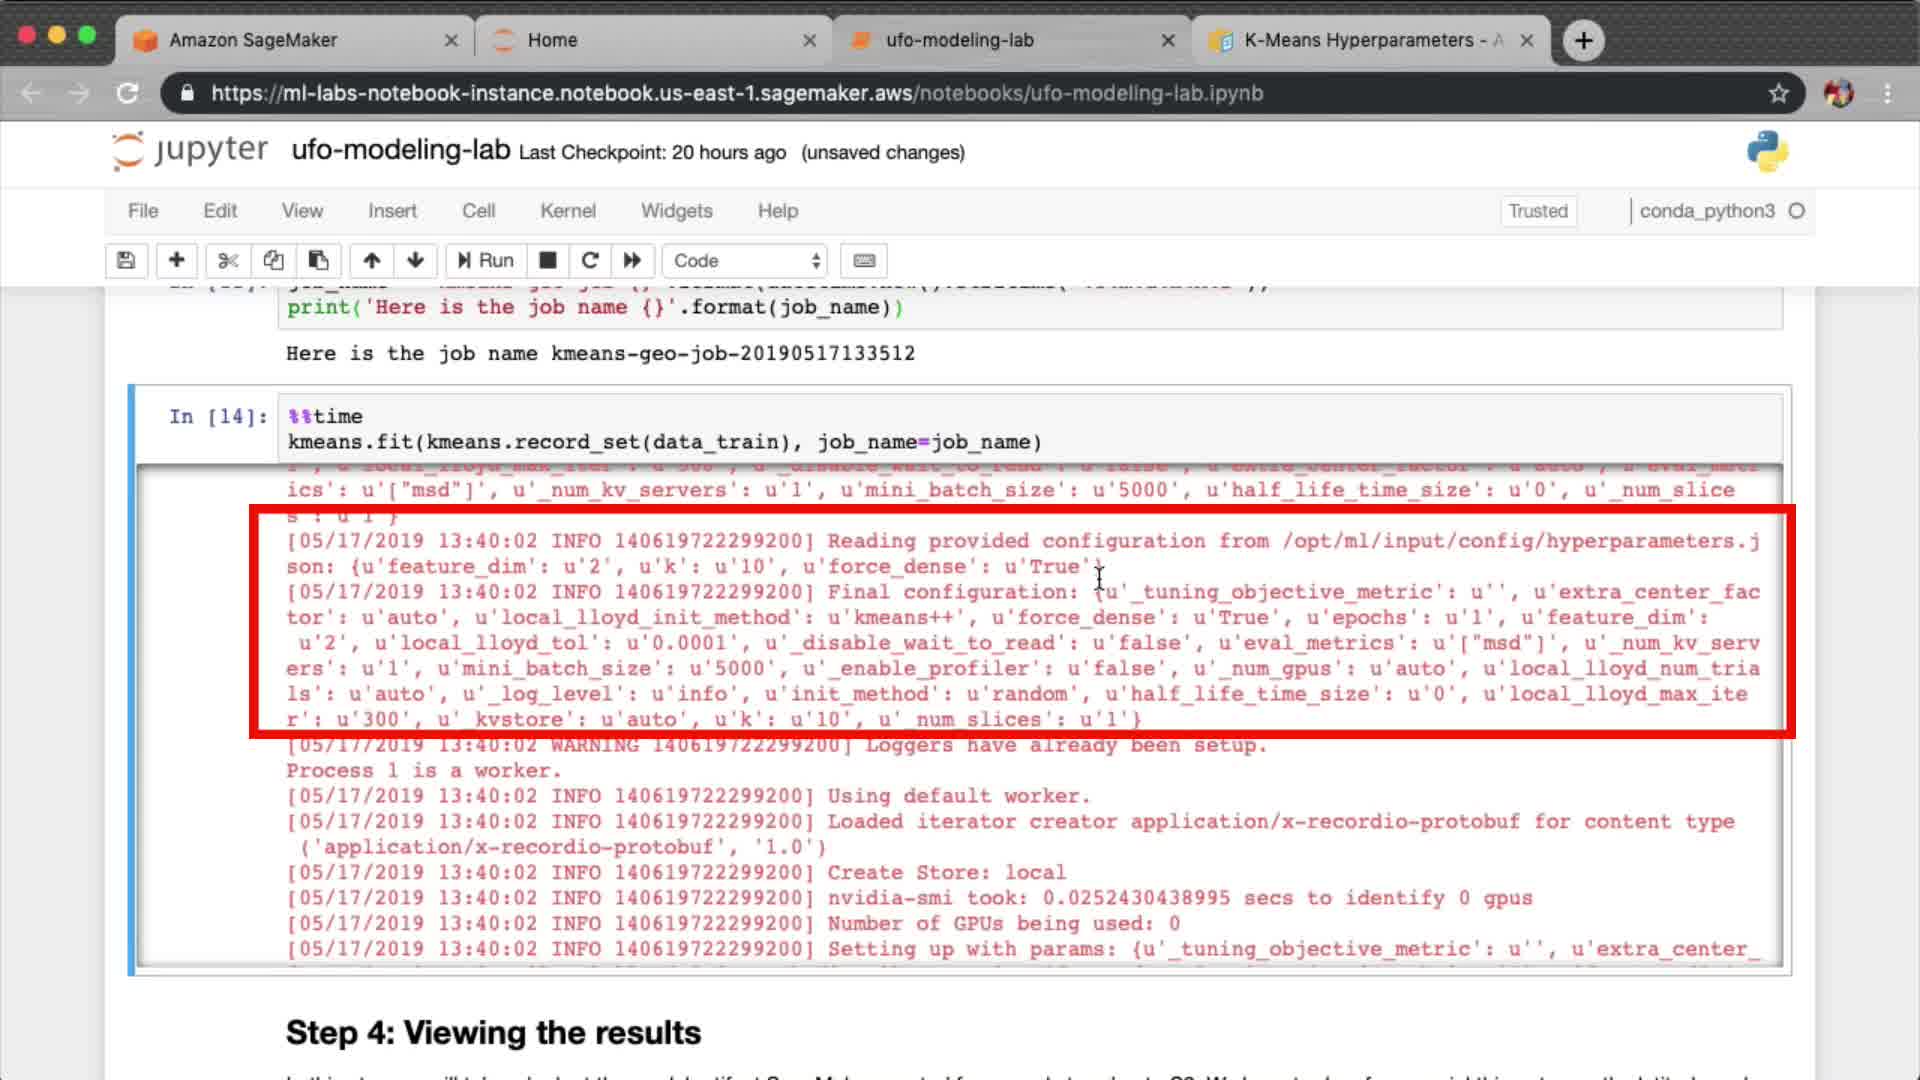 Amazon SageMaker
Home
ufo-modeling-lab
K-Means Hyperparameters - A
https://ml-labs-notebook-instance.notebook.us-east-1.sagemaker.aws/notebooks/ufo-modeling-lab.ipynb
jupyter ufo-modeling-lab Last Checkpoint: 20 hours ago (unsaved changes)
File Edit View Insert Cell Kernel Widgets Help Trusted conda_python3
Run Code
print('Here is the job name {}'.format(job_name))
Here is the job name kmeans-geo-job-20190517133512
In [14]: %%time
kmeans.fit(kmeans.record_set(data_train), job_name=job_name)
ics': u'["msd"]', u'_num_kv_servers': u'1', u'mini_batch_size': u'5000', u'half_life_time_size': u'0', u'_num_slice
s': u'1'}
[05/17/2019 13:40:02 INFO 140619722299200] Reading provided configuration from /opt/ml/input/config/hyperparameters.j
son: {u'feature_dim': u'2', u'k': u'10', u'force_dense': u'True'}
[05/17/2019 13:40:02 INFO 140619722299200] Final configuration: {u'_tuning_objective_metric': u'', u'extra_center_fac
tor': u'auto', u'local_lloyd_init_method': u'kmeans++', u'force_dense': u'True', u'epochs': u'1', u'feature_dim':
u'2', u'local_lloyd_tol': u'0.0001', u'_disable_wait_to_read': u'false', u'eval_metrics': u'["msd"]', u'_num_kv_serv
ers': u'1', u'mini_batch_size': u'5000', u'_enable_profiler': u'false', u'_num_gpus': u'auto', u'local_lloyd_num_tria
ls': u'auto', u'_log_level': u'info', u'init_method': u'random', u'half_life_time_size': u'0', u'local_lloyd_max_ite
r': u'300', u'_kvstore': u'auto', u'k': u'10', u'_num_slices': u'1'}
[05/17/2019 13:40:02 WARNING 140619722299200] Loggers have already been setup.
Process 1 is a worker.
[05/17/2019 13:40:02 INFO 140619722299200] Using default worker.
[05/17/2019 13:40:02 INFO 140619722299200] Loaded iterator creator application/x-recordio-protobuf for content type
('application/x-recordio-protobuf', '1.0')
[05/17/2019 13:40:02 INFO 140619722299200] Create Store: local
[05/17/2019 13:40:02 INFO 140619722299200] nvidia-smi took: 0.0252430438995 secs to identify 0 gpus
[05/17/2019 13:40:02 INFO 140619722299200] Number of GPUs being used: 0
[05/17/2019 13:40:02 INFO 140619722299200] Setting up with params: {u'_tuning_objective_metric': u'', u'extra_center_
Step 4: Viewing the results